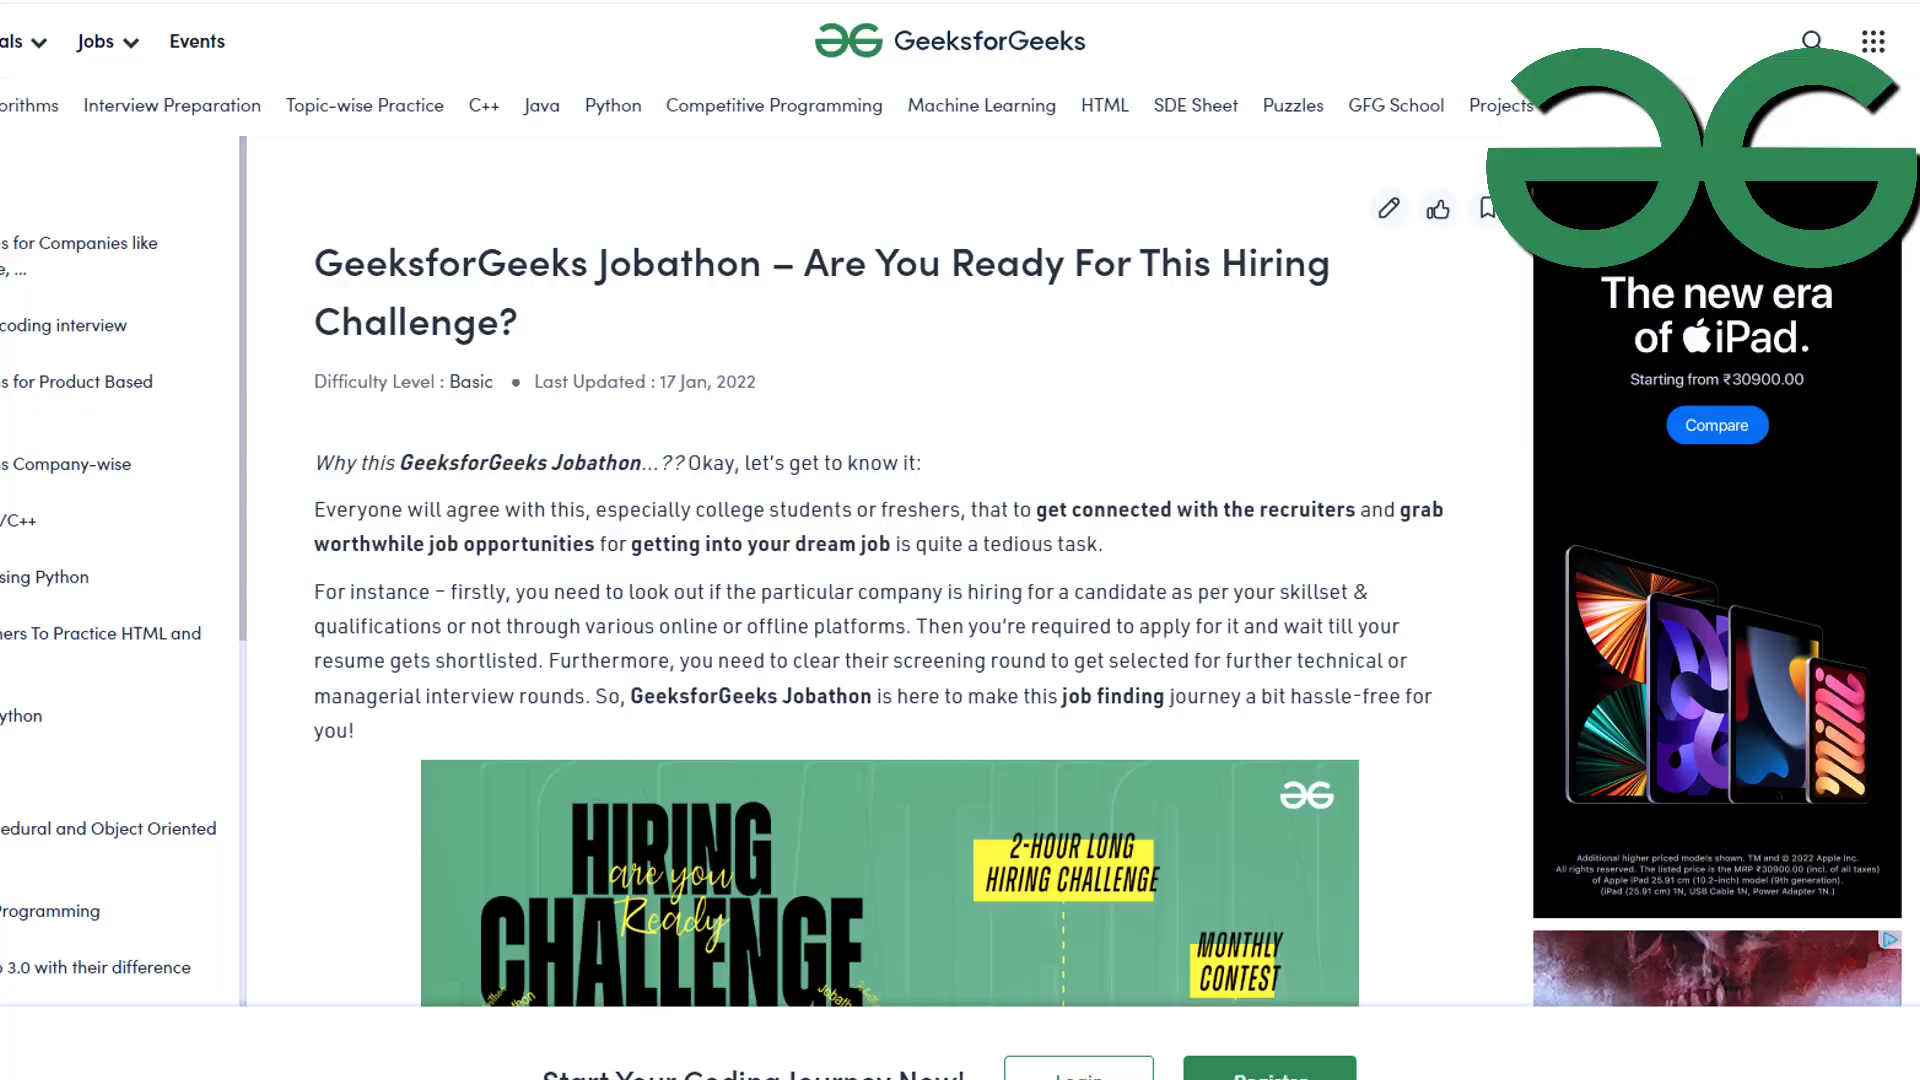 als
Jobs
Events
GeeksforGeeks
orithms
Interview Preparation
Topic-wise Practice
C++
Java
Python
Competitive Programming
Machine Learning
HTML
SDE Sheet
Puzzles
GFG School
Projects
s for Companies like
e, ...
coding interview
s for Product Based
s Company-wise
/C++
sing Python
ners To Practice HTML and
ython
edural and Object Oriented
Programming
o 3.0 with their difference
GeeksforGeeks Jobathon – Are You Ready For This Hiring
Challenge?
Difficulty Level : Basic ● Last Updated : 17 Jan, 2022
Why this GeeksforGeeks Jobathon...?? Okay, let's get to know it:
Everyone will agree with this, especially college students or freshers, that to get connected with the recruiters and grab
worthwhile job opportunities for getting into your dream job is quite a tedious task.
For instance – firstly, you need to look out if the particular company is hiring for a candidate as per your skillset &
qualifications or not through various online or offline platforms. Then you're required to apply for it and wait till your
resume gets shortlisted. Furthermore, you need to clear their screening round to get selected for further technical or
managerial interview rounds. So, GeeksforGeeks Jobathon is here to make this job finding journey a bit hassle-free for
you!
HIRING
are you
Ready
CHALLENGE
2-HOUR LONG
HIRING CHALLENGE
MONTHLY
CONTEST
The new era
of iPad.
Starting from ₹30900.00
Compare
mini
Additional higher priced models shown. TM and © 2022 Apple Inc.
All rights reserved. The listed price is the MRP ₹30900.00 (incl. of all taxes)
of Apple iPad 25.91 cm (10.2-inch) model (9th generation).
(iPad (25.91 cm) 1N, USB Cable 1N, Power Adapter 1N.)
Start Your Coding Journey Now!
Login
Register